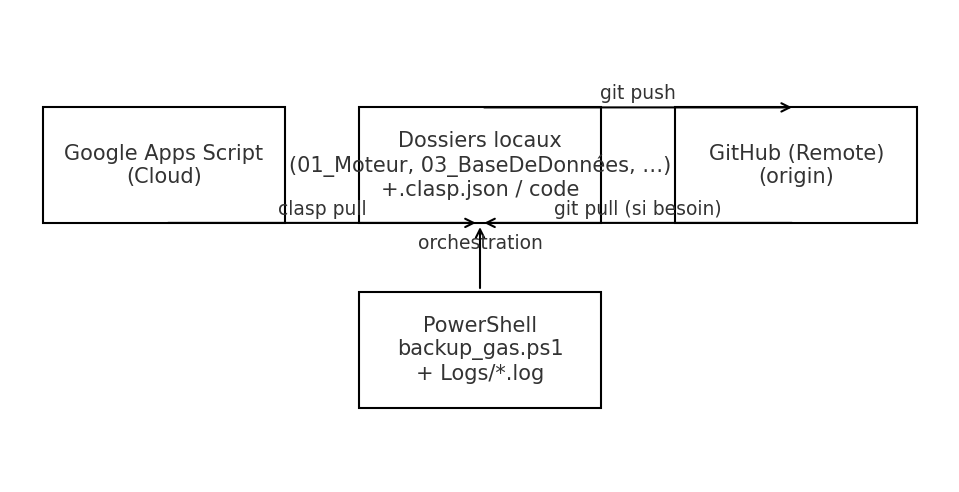 git push
Google Apps Script
(Cloud)
Dossiers locaux
(01_Moteur, 03_BaseDeDonnées, ...)
+.clasp.json / code
GitHub (Remote)
(origin)
clasp pull
git pull (si besoin)
orchestration
PowerShell
backup_gas.ps1
+ Logs/*.log